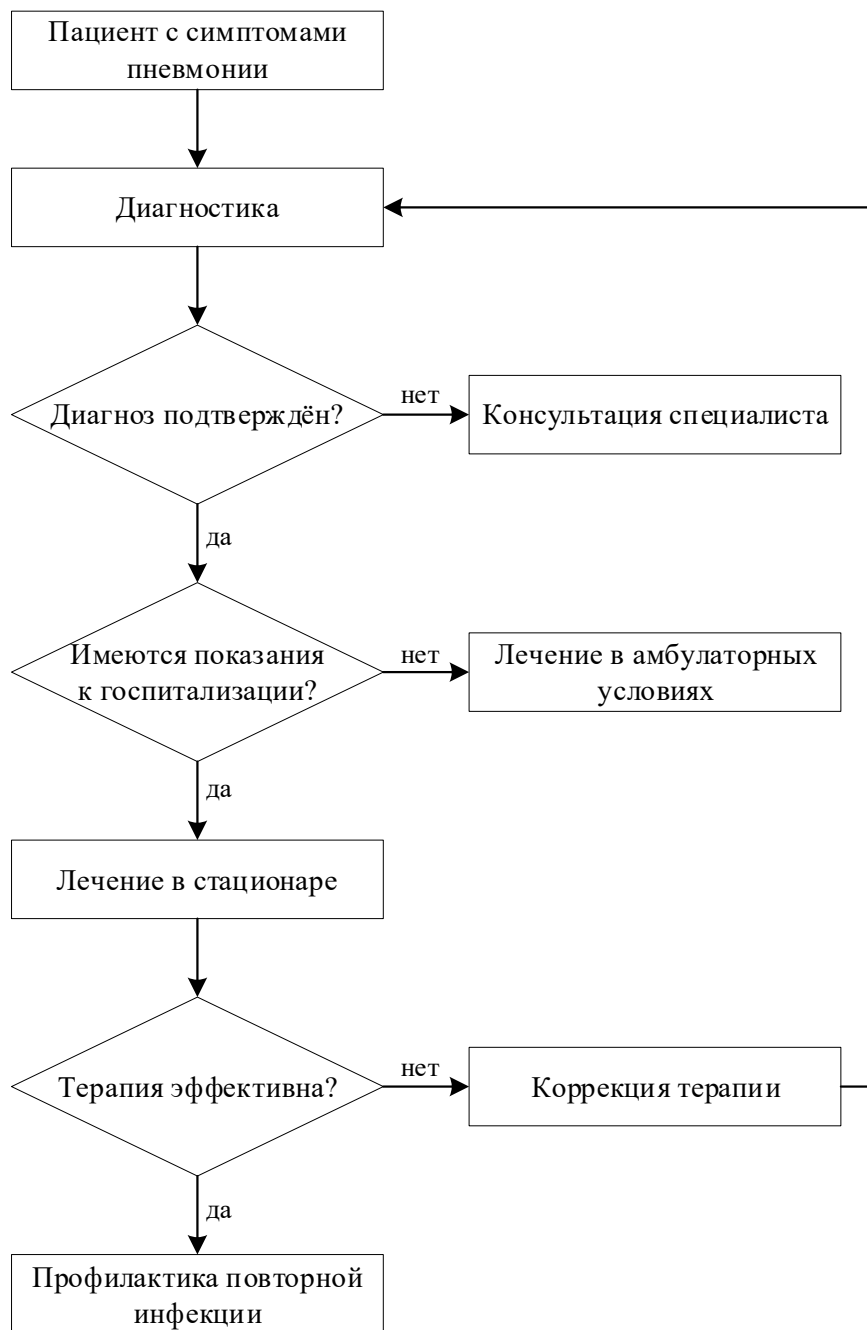 Пациент с симптомами
пневмонии
Диагностика
Диагноз подтверждён?
нет
Консультация специалиста
да
Имеются показания
к госпитализации?
нет
Лечение в амбулаторных
условиях
да
Лечение в стационаре
Терапия эффективна?
нет
Коррекция терапии
да
Профилактика повторной
инфекции